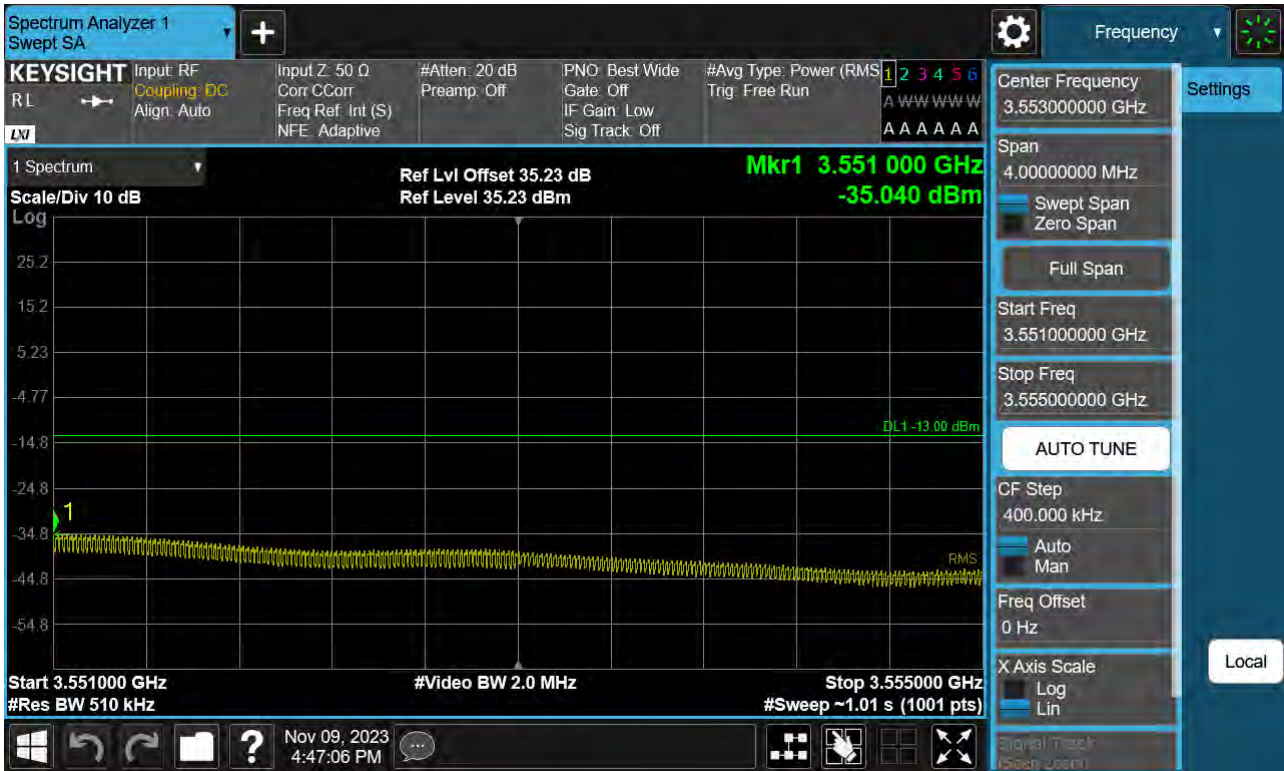 Spectrum Analyzer 1
Swept SA
+
Frequency
KEYSIGHT
RL
LXI
Input: RF
Coupling: DC
Align: Auto
Input Z: 50 Ω
Corr CCorr
Freq Ref: Int (S)
NFE: Adaptive
#Atten: 20 dB
Preamp: Off
PNO: Best Wide
Gate: Off
IF Gain: Low
Sig Track: Off
#Avg Type: Power (RMS
Trig: Free Run
1 2 3 4 5 6
A W W W W W
A A A A A A
1 Spectrum
Scale/Div 10 dB
Log
Ref Lvl Offset 35.23 dB
Ref Level 35.23 dBm
Mkr1 3.551 000 GHz
-35.040 dBm
25.2
15.2
5.23
-4.77
DL1 -13.00 dBm
-14.8
-24.8
1
-34.8
RMS
-44.8
-54.8
Start 3.551000 GHz
#Res BW 510 kHz
#Video BW 2.0 MHz
Stop 3.555000 GHz
#Sweep ~1.01 s (1001 pts)
Center Frequency
3.553000000 GHz
Span
4.00000000 MHz
Swept Span
Zero Span
Full Span
Start Freq
3.551000000 GHz
Stop Freq
3.555000000 GHz
AUTO TUNE
CF Step
400.000 kHz
Auto
Man
Freq Offset
0 Hz
X Axis Scale
Log
Lin
Signal Track
(Span Zoom)
Settings
Local
?
Nov 09, 2023
4:47:06 PM